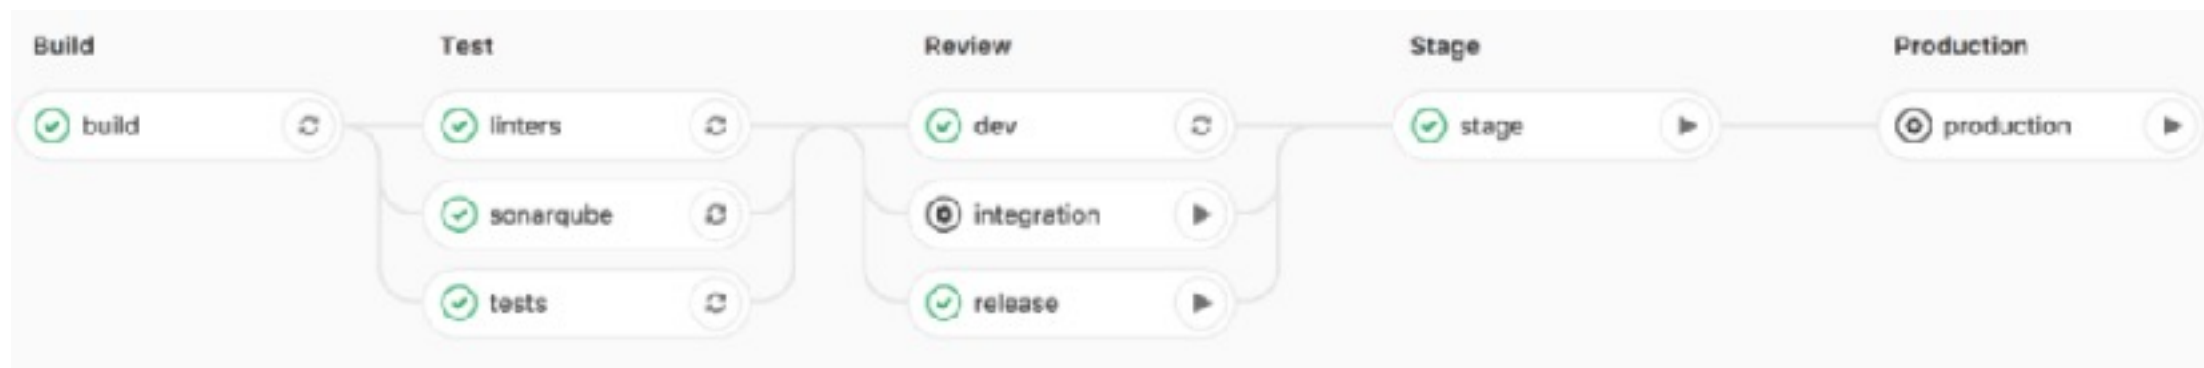 Build Test Review Stage Production
build linters dev stage production
sonarqube integration
tests release